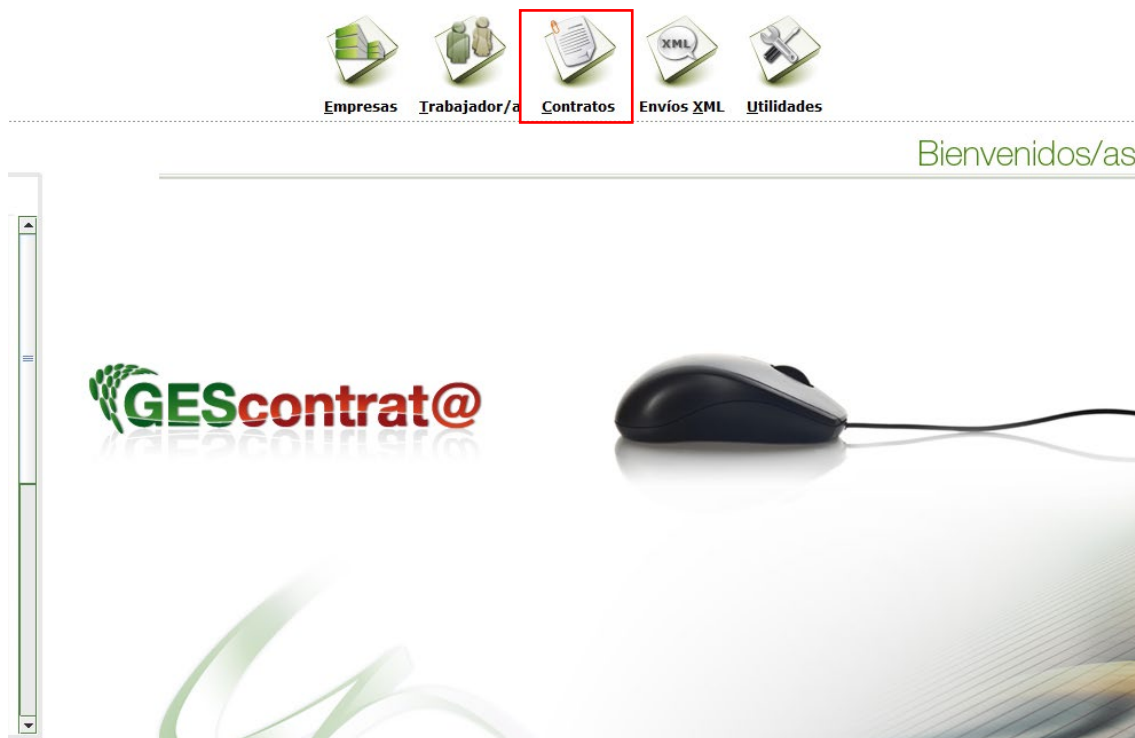 XML
Empresas Trabajador/a Contratos Envíos XML Utilidades
Bienvenidos/as
GEScontrat@